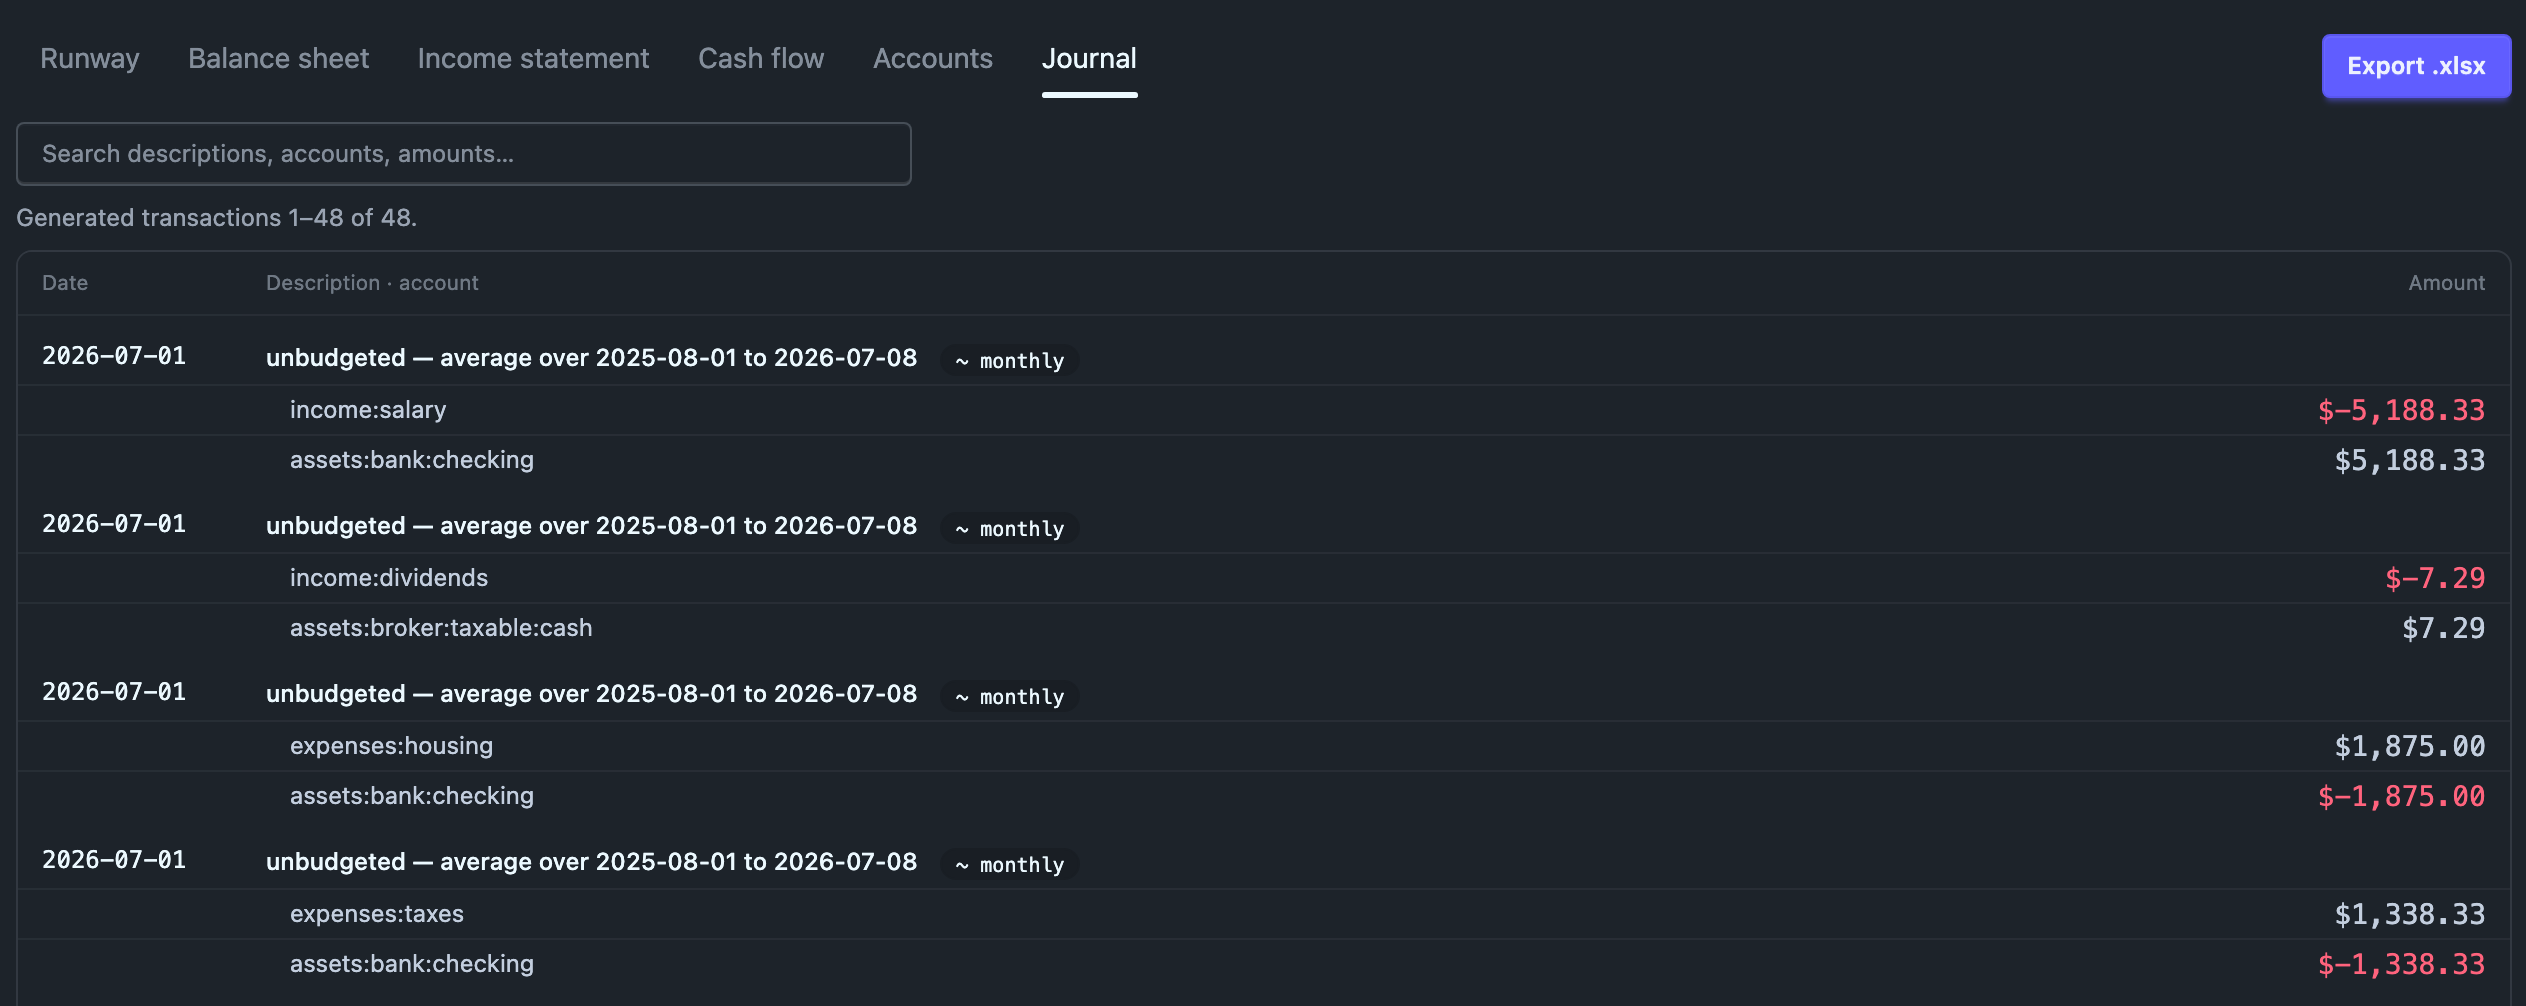 Runway Balance sheet Income statement Cash flow Accounts Journal Export .xlsx
Search descriptions, accounts, amounts...
Generated transactions 1–48 of 48.
Date Description · account Amount
2026-07-01 unbudgeted — average over 2025-08-01 to 2026-07-08 ~ monthly
income:salary $-5,188.33
assets:bank:checking $5,188.33
2026-07-01 unbudgeted — average over 2025-08-01 to 2026-07-08 ~ monthly
income:dividends $-7.29
assets:broker:taxable:cash $7.29
2026-07-01 unbudgeted — average over 2025-08-01 to 2026-07-08 ~ monthly
expenses:housing $1,875.00
assets:bank:checking $-1,875.00
2026-07-01 unbudgeted — average over 2025-08-01 to 2026-07-08 ~ monthly
expenses:taxes $1,338.33
assets:bank:checking $-1,338.33